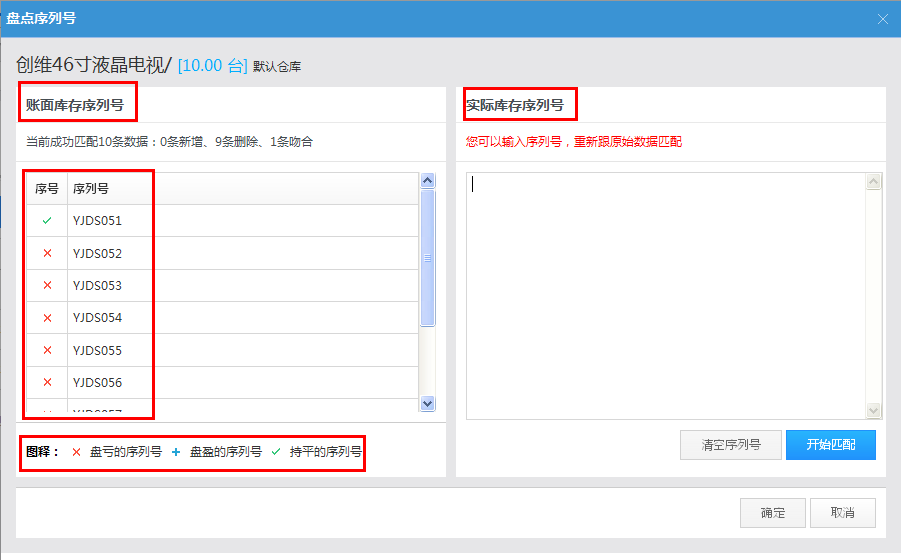 盘点序列号
创维46寸液晶电视/ [10.00 台] 默认仓库
账面库存序列号
当前成功匹配10条数据：0条新增、9条删除、1条吻合
序号 序列号
YJDS051
YJDS052
YJDS053
YJDS054
YJDS055
YJDS056
图释： × 盘亏的序列号 + 盘盈的序列号 ✓ 持平的序列号
实际库存序列号
您可以输入序列号，重新跟原始数据匹配
清空序列号 开始匹配
确定 取消